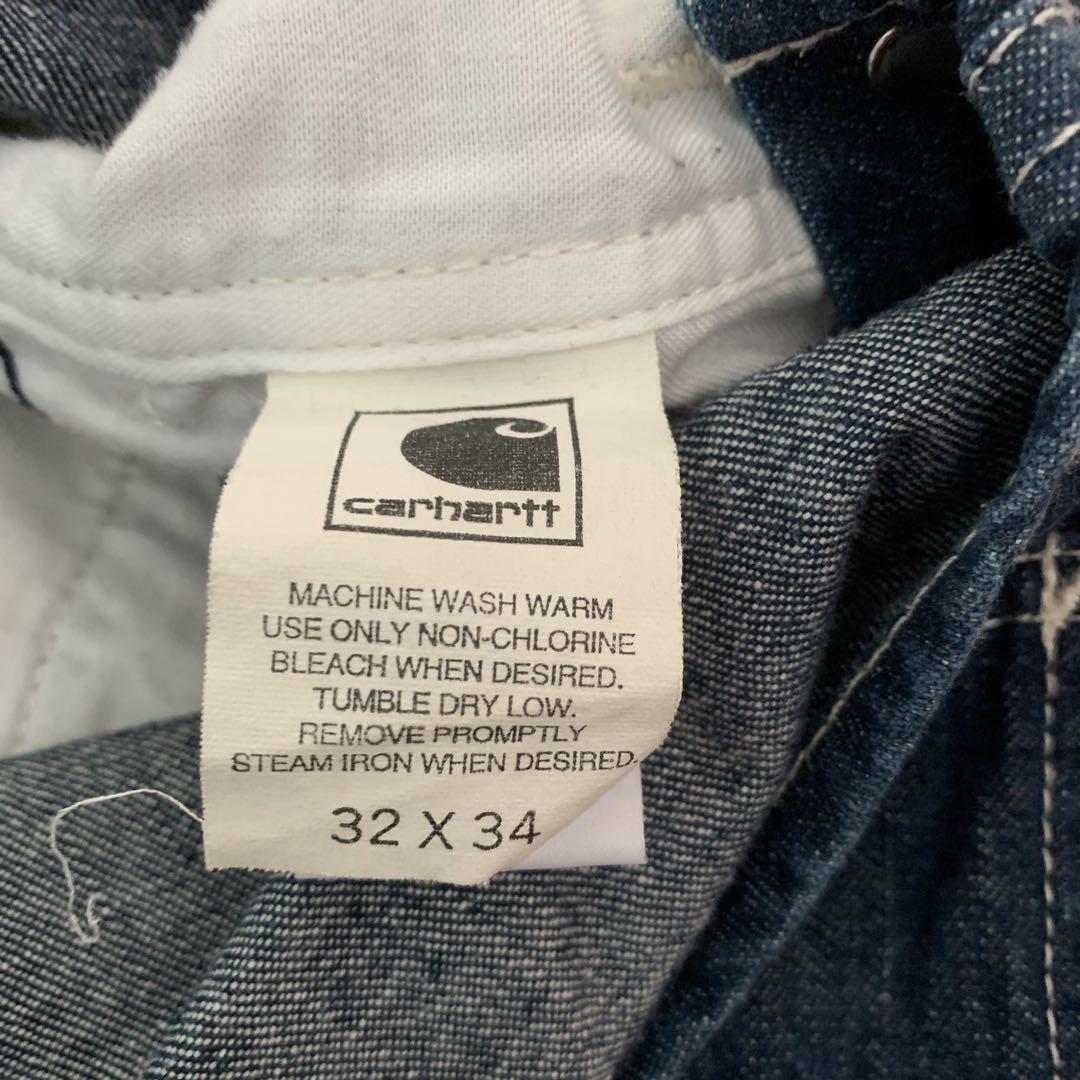 carhartt
MACHINE WASH WARM
USE ONLY NON-CHLORINE
BLEACH WHEN DESIRED.
TUMBLE DRY LOW.
REMOVE PROMPTLY
STEAM IRON WHEN DESIRED.
32 X 34